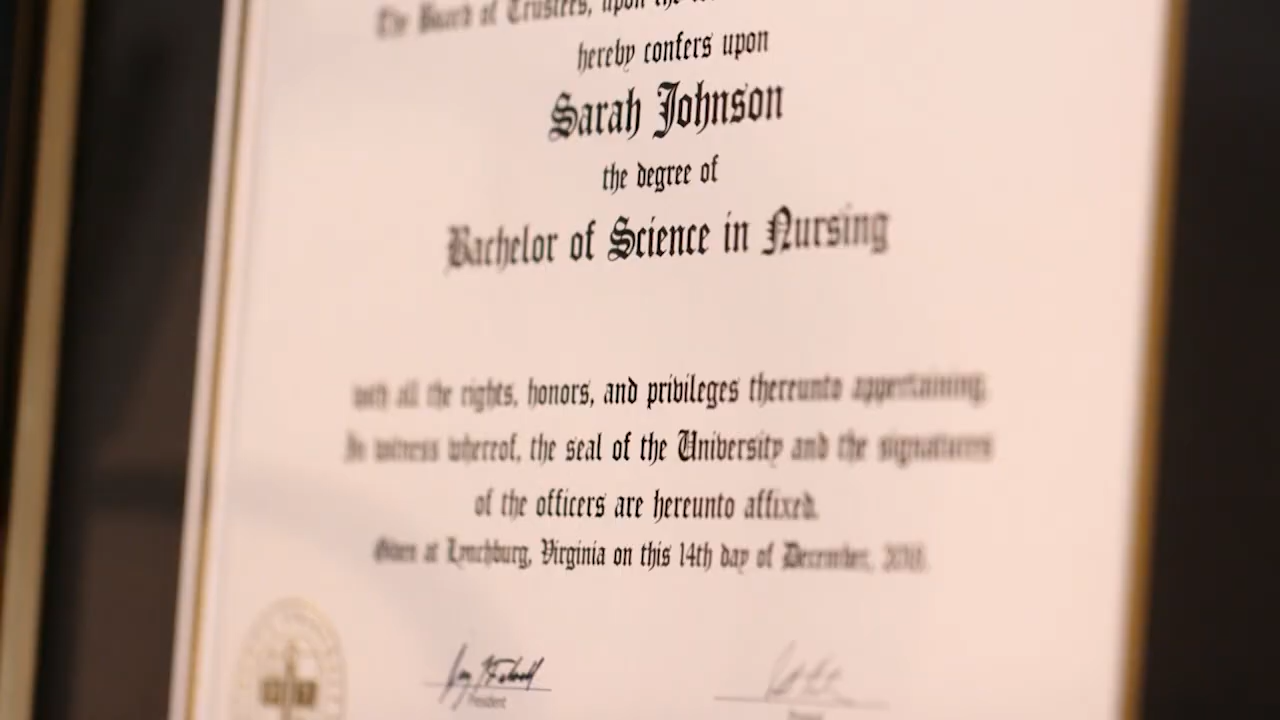 The Board of Trustees, upon the
hereby confers upon
Sarah Johnson
the degree of
Bachelor of Science in Nursing
with all the rights, honors, and privileges thereunto appertaining.
In witness whereof, the seal of the University and the signatures
of the officers are hereunto affixed.
Given at Lynchburg, Virginia on this 14th day of December,
President